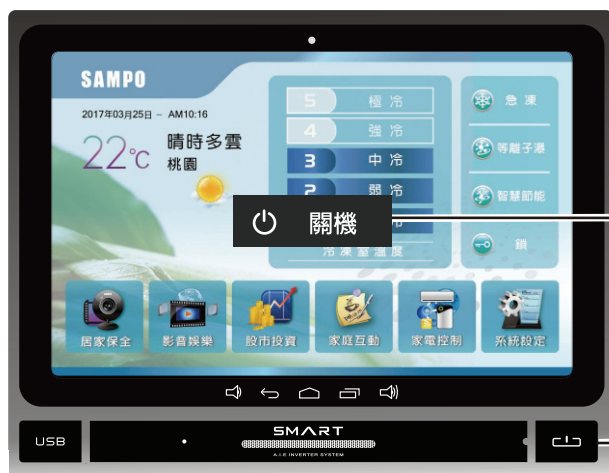 SAMPO
2017年03月25日 - AM10:16
22°C
晴時多雲
桃園
5 極冷
4 強冷
3 中冷
2 弱冷
冷
冷凍室溫度
急凍
等離子瀑
智慧節能
鎖
關機
居家保全
影音娛樂
股市投資
家庭互動
家電控制
系統設定
USB
SMART
A.I.E INVERTER SYSTEM